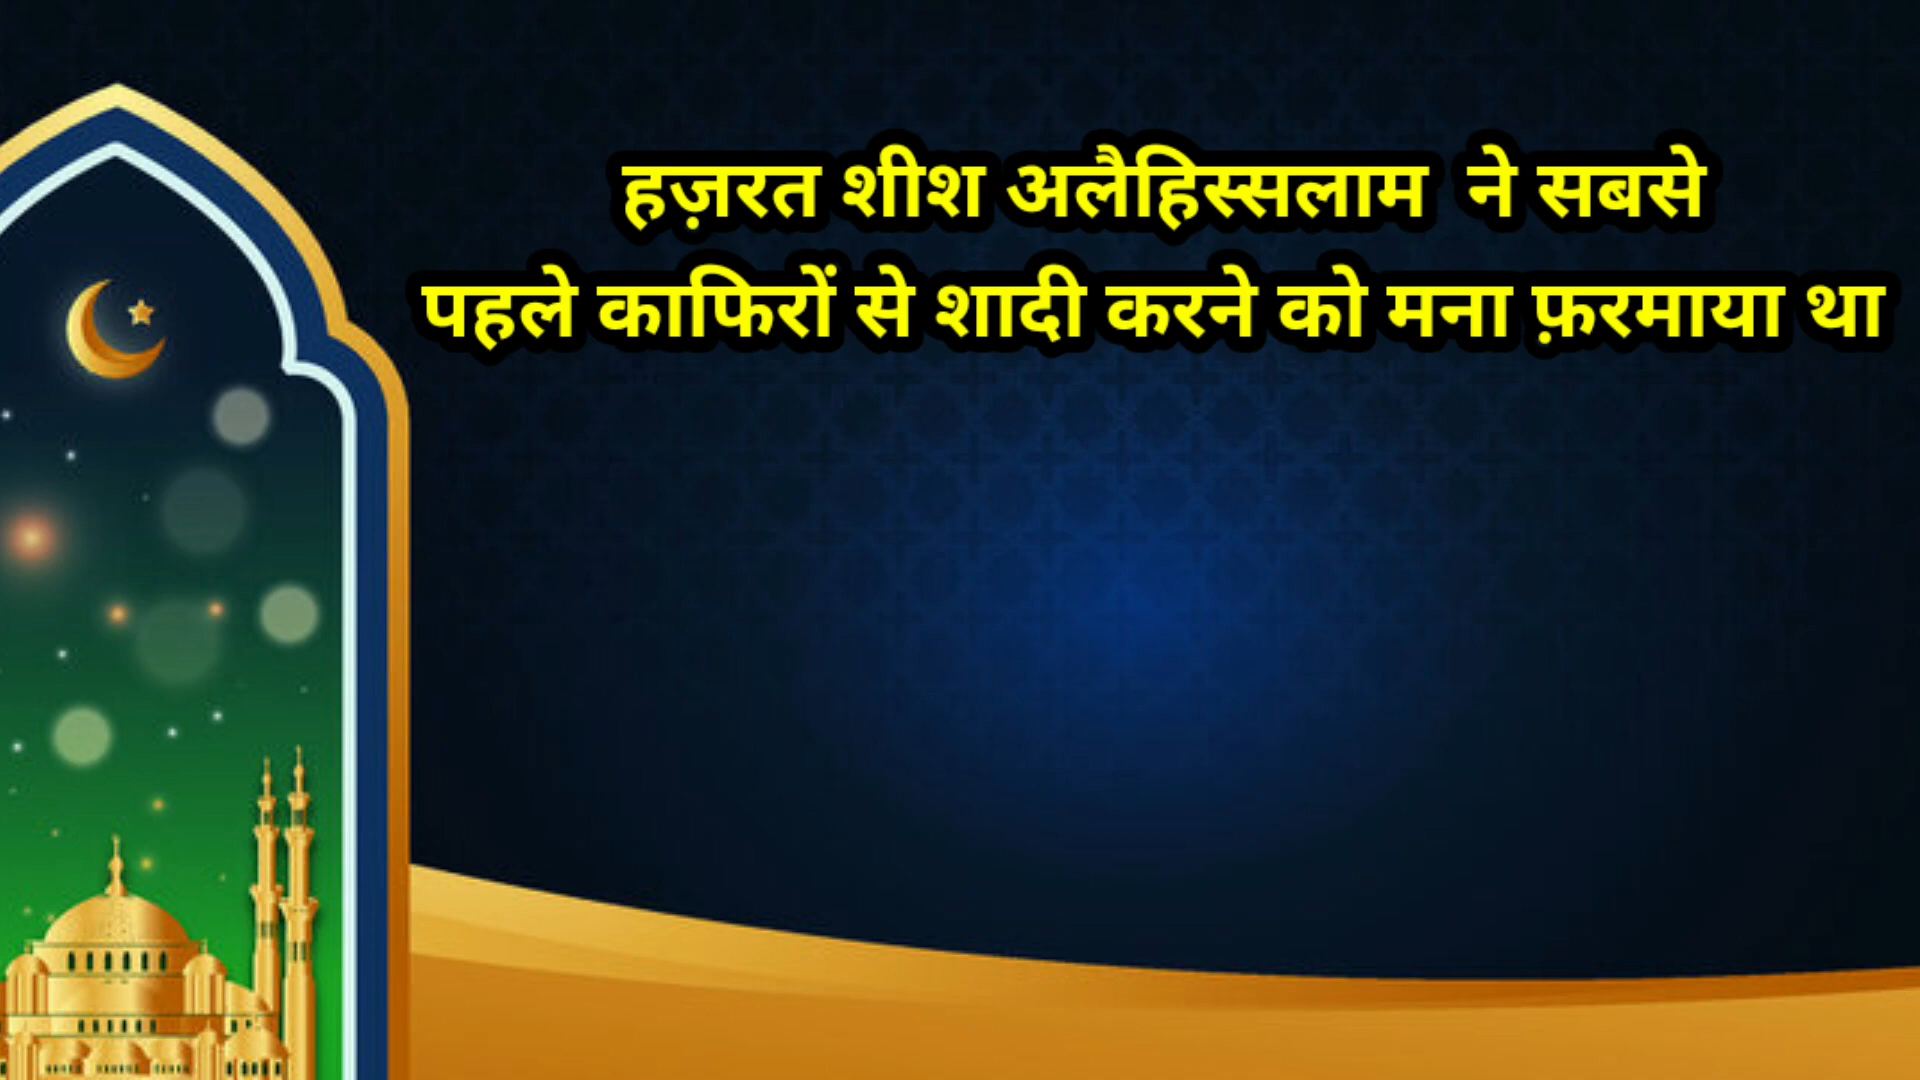 हज़रत शीश अलैहिस्सलाम ने सबसे
पहले काफिरों से शादी करने को मना फ़रमाया था